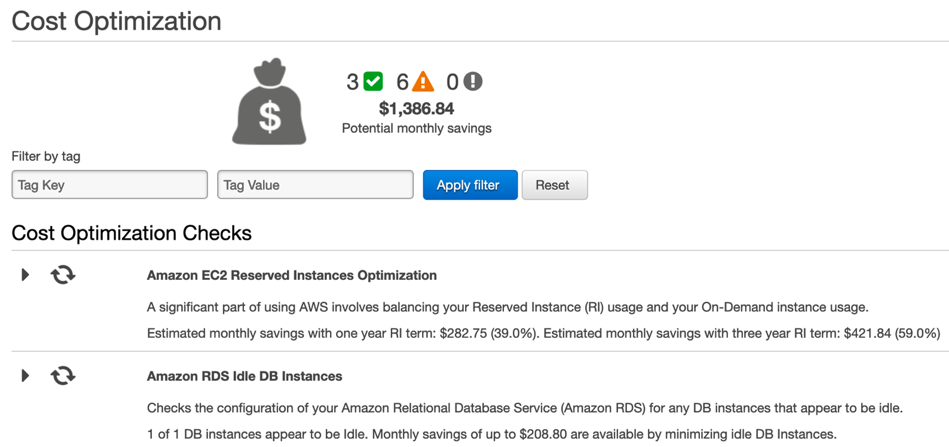 Cost Optimization
$
3 6 0
$1,386.84
Potential monthly savings
Filter by tag
Tag Key Tag Value Apply filter Reset
Cost Optimization Checks
Amazon EC2 Reserved Instances Optimization
A significant part of using AWS involves balancing your Reserved Instance (RI) usage and your On-Demand instance usage.
Estimated monthly savings with one year RI term: $282.75 (39.0%). Estimated monthly savings with three year RI term: $421.84 (59.0%)
Amazon RDS Idle DB Instances
Checks the configuration of your Amazon Relational Database Service (Amazon RDS) for any DB instances that appear to be idle.
1 of 1 DB instances appear to be Idle. Monthly savings of up to $208.80 are available by minimizing idle DB Instances.